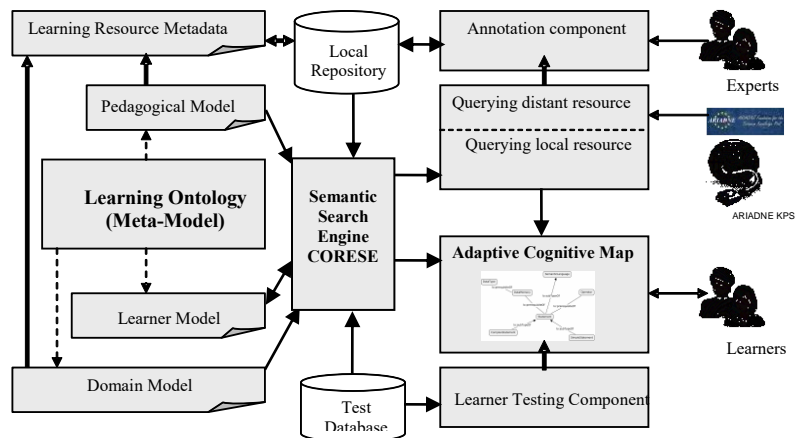 Learning Resource Metadata
Local
Repository
Annotation component
Experts
Pedagogical Model
Querying distant resource
Querying local resource
ARIADNE
ARIADNE KPS
Learning Ontology
(Meta-Model)
Semantic
Search
Engine
CORESE
Adaptive Cognitive Map
Learner Model
Learners
Domain Model
Test
Database
Learner Testing Component